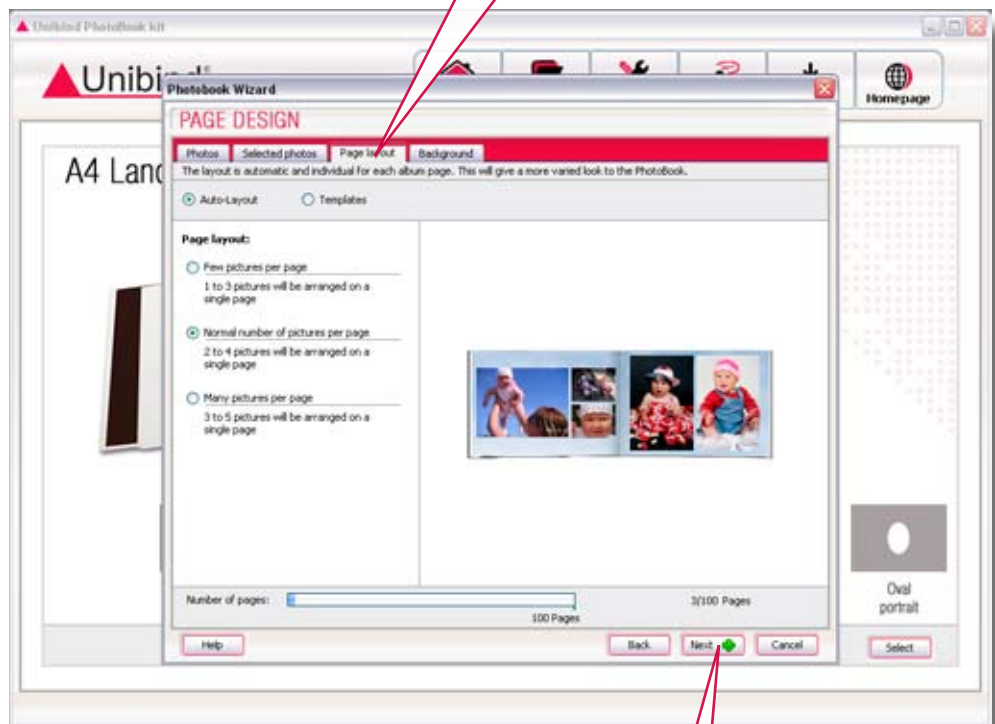 Unibind PhotoBook kit
Unibind
Homepage
Photobook Wizard
PAGE DESIGN
Photos Selected photos Page layout Background
The layout is automatic and individual for each album page. This will give a more varied look to the PhotoBook.
Auto-Layout Templates
A4 Land
Page layout:
Few pictures per page
1 to 3 pictures will be arranged on a
single page
Normal number of pictures per page
2 to 4 pictures will be arranged on a
single page
Many pictures per page
3 to 5 pictures will be arranged on a
single page
Number of pages:
100 Pages
3/100 Pages
Oval
portrait
Help Back Next Cancel
Select